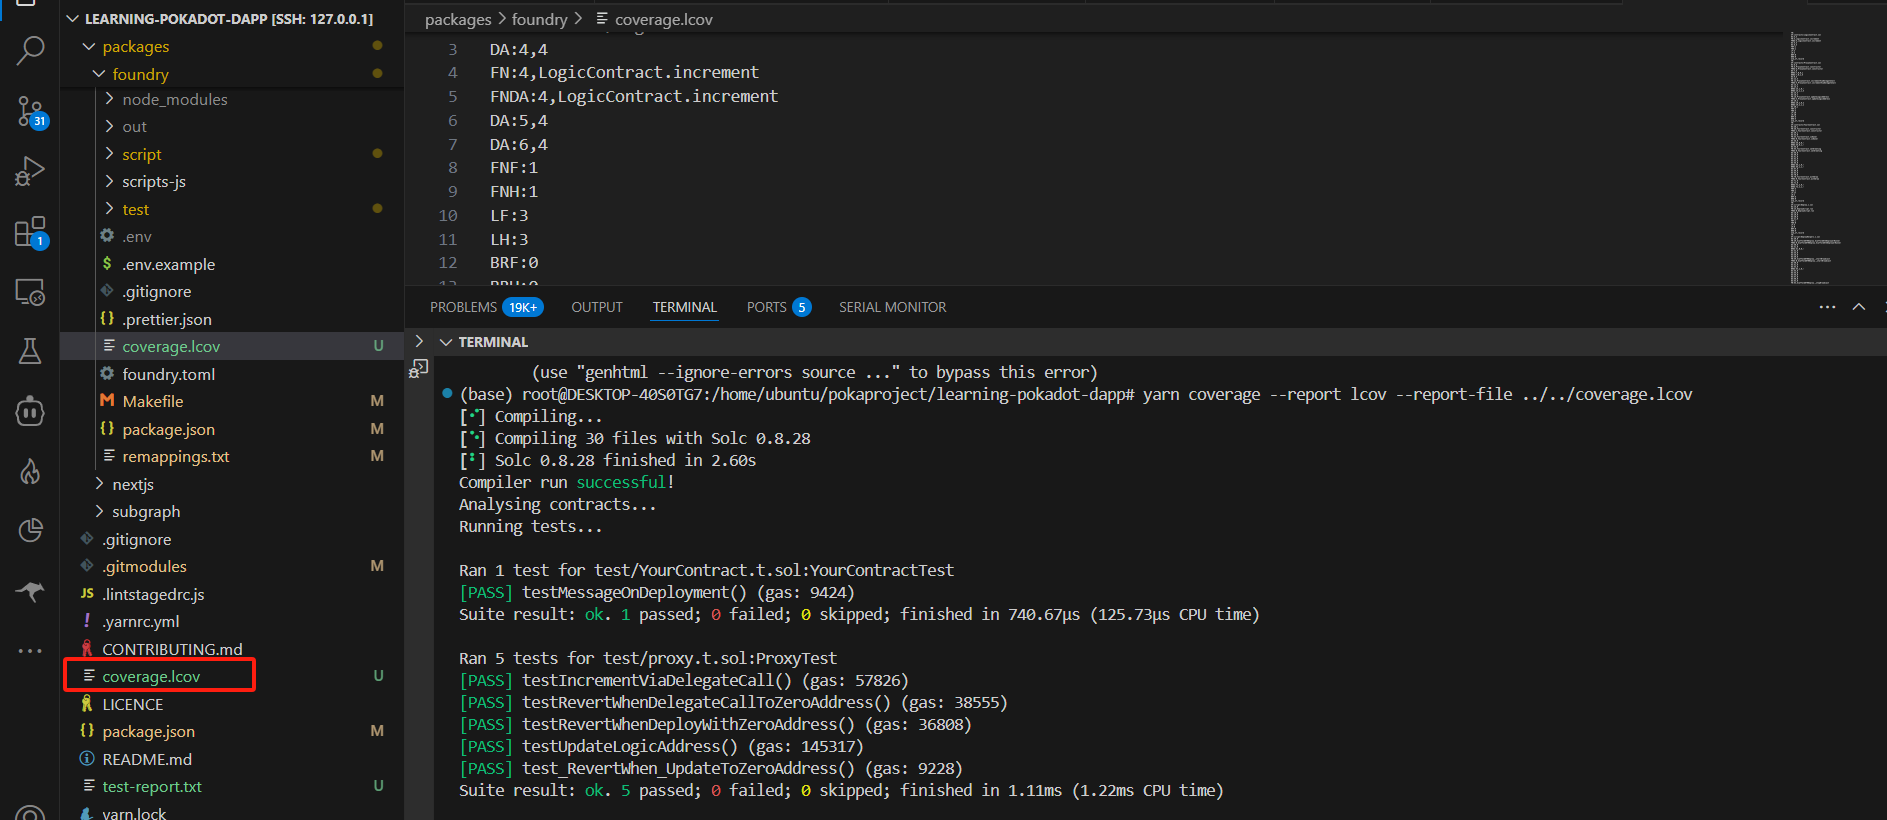 LEARNING-POKADOT-DAPP [SSH: 127.0.0.1]
packages
foundry
node_modules
out
script
scripts-js
test
.env
$ .env.example
.gitignore
{} .prettier.json
coverage.lcov U
foundry.toml
M Makefile M
{} package.json M
remappings.txt M
nextjs
subgraph
.gitignore
.gitmodules M
JS .lintstagedrc.js
! .yarnrc.yml
CONTRIBUTING.md
coverage.lcov U
LICENCE
{} package.json M
README.md
test-report.txt U
yarn.lock
31
1
packages > foundry > coverage.lcov
3 DA:4,4
4 FN:4,LogicContract.increment
5 FNDA:4,LogicContract.increment
6 DA:5,4
7 DA:6,4
8 FNF:1
9 FNH:1
10 LF:3
11 LH:3
12 BRF:0
13 BRH:0
PROBLEMS 19K+ OUTPUT TERMINAL PORTS 5 SERIAL MONITOR
TERMINAL
(use "genhtml --ignore-errors source ..." to bypass this error)
(base) root@DESKTOP-40S0TG7:/home/ubuntu/pokaproject/learning-pokadot-dapp# yarn coverage --report lcov --report-file ../../coverage.lcov
[⠊] Compiling...
[⠑] Compiling 30 files with Solc 0.8.28
[⠃] Solc 0.8.28 finished in 2.60s
Compiler run successful!
Analysing contracts...
Running tests...
Ran 1 test for test/YourContract.t.sol:YourContractTest
[PASS] testMessageOnDeployment() (gas: 9424)
Suite result: ok. 1 passed; 0 failed; 0 skipped; finished in 740.67µs (125.73µs CPU time)
Ran 5 tests for test/proxy.t.sol:ProxyTest
[PASS] testIncrementViaDelegateCall() (gas: 57826)
[PASS] testRevertWhenDelegateCallToZeroAddress() (gas: 38555)
[PASS] testRevertWhenDeployWithZeroAddress() (gas: 36808)
[PASS] testUpdateLogicAddress() (gas: 145317)
[PASS] test_RevertWhen_UpdateToZeroAddress() (gas: 9228)
Suite result: ok. 5 passed; 0 failed; 0 skipped; finished in 1.11ms (1.22ms CPU time)